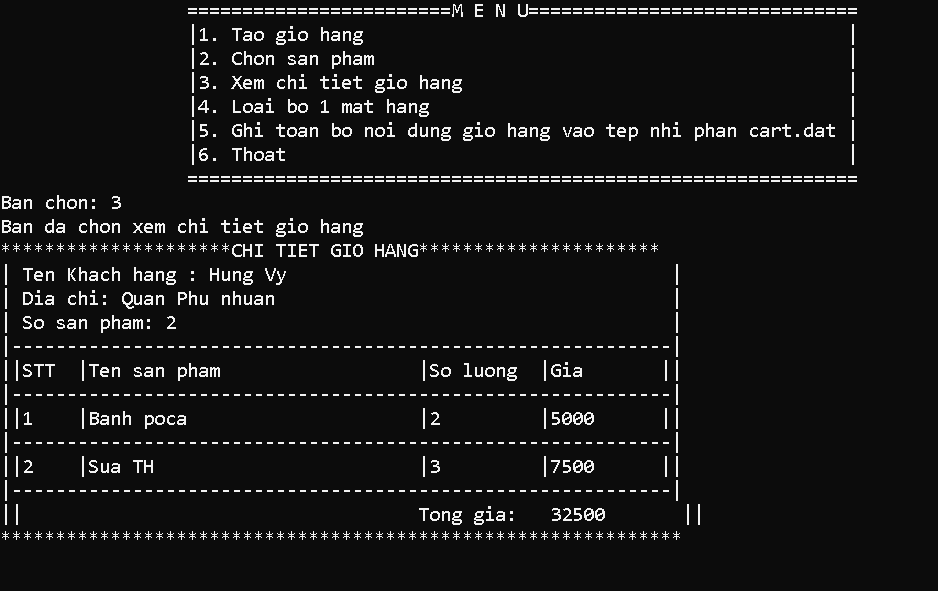 ========================M E N U==============================
|1. Tao gio hang |
|2. Chon san pham |
|3. Xem chi tiet gio hang |
|4. Loai bo 1 mat hang |
|5. Ghi toan bo noi dung gio hang vao tep nhi phan cart.dat |
|6. Thoat |
=============================================================
Ban chon: 3
Ban da chon xem chi tiet gio hang
*********************CHI TIET GIO HANG**********************
| Ten Khach hang : Hung Vy |
| Dia chi: Quan Phu nhuan |
| So san pham: 2 |
|------------------------------------------------------------|
||STT |Ten san pham |So luong |Gia ||
|------------------------------------------------------------|
||1 |Banh poca |2 |5000 ||
|------------------------------------------------------------|
||2 |Sua TH |3 |7500 ||
|------------------------------------------------------------|
|| Tong gia: 32500 ||
**************************************************************